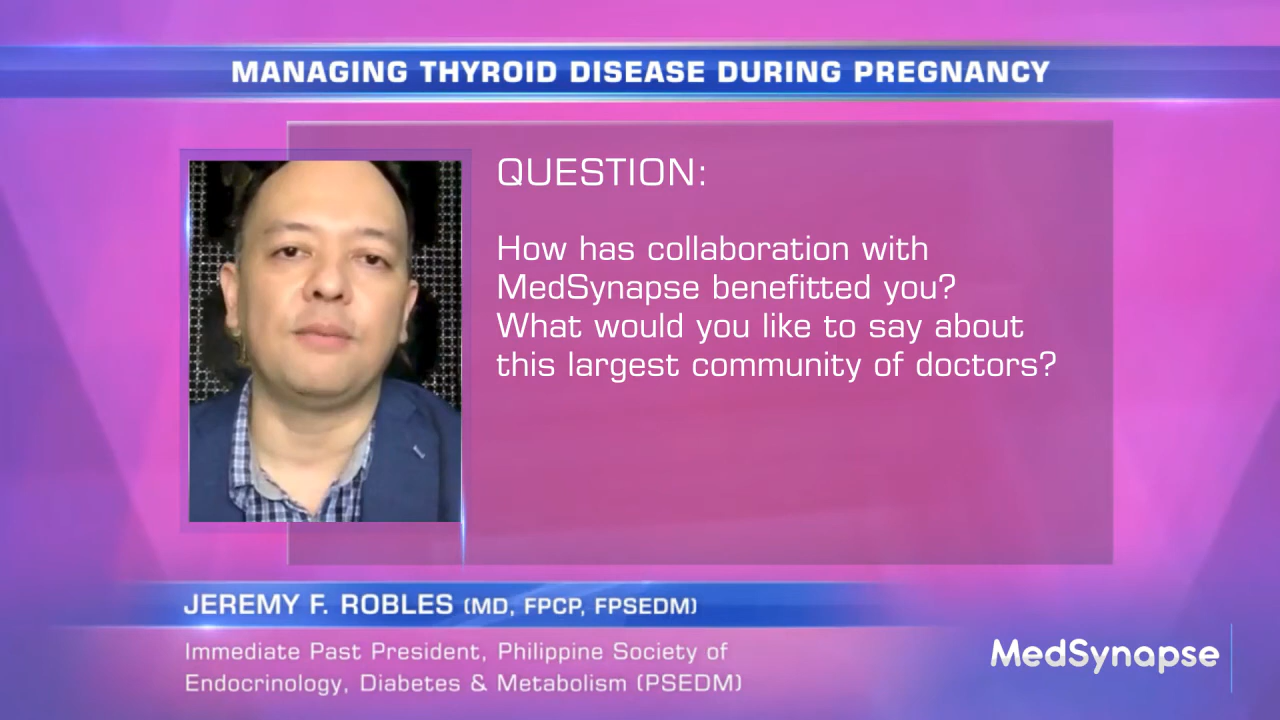 MANAGING THYROID DISEASE DURING PREGNANCY
QUESTION:
How has collaboration with
MedSynapse benefitted you?
What would you like to say about
this largest community of doctors?
JEREMY F. ROBLES (MD, FPCP, FPSEDM)
Immediate Past President, Philippine Society of
Endocrinology, Diabetes & Metabolism (PSEDM)
MedSynapse